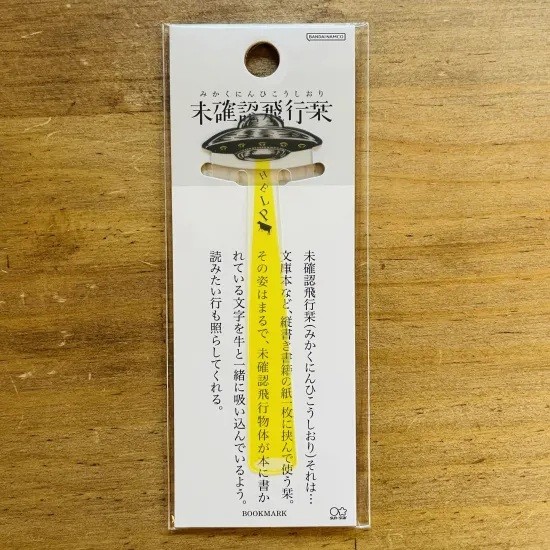 BANDAI NAMCO
みかくにんひこうしおり
未確認飛行栞
HELP
未確認飛行栞(みかくにんひこうしおり)それは…
文庫本など、縦書き書籍の紙一枚に挟んで使う栞。
その姿はまるで、未確認飛行物体が本に書か
れている文字を牛と一緒に吸い込んでいるよう。
読みたい行も照らしてくれる。
BOOKMARK
SUN-STAR